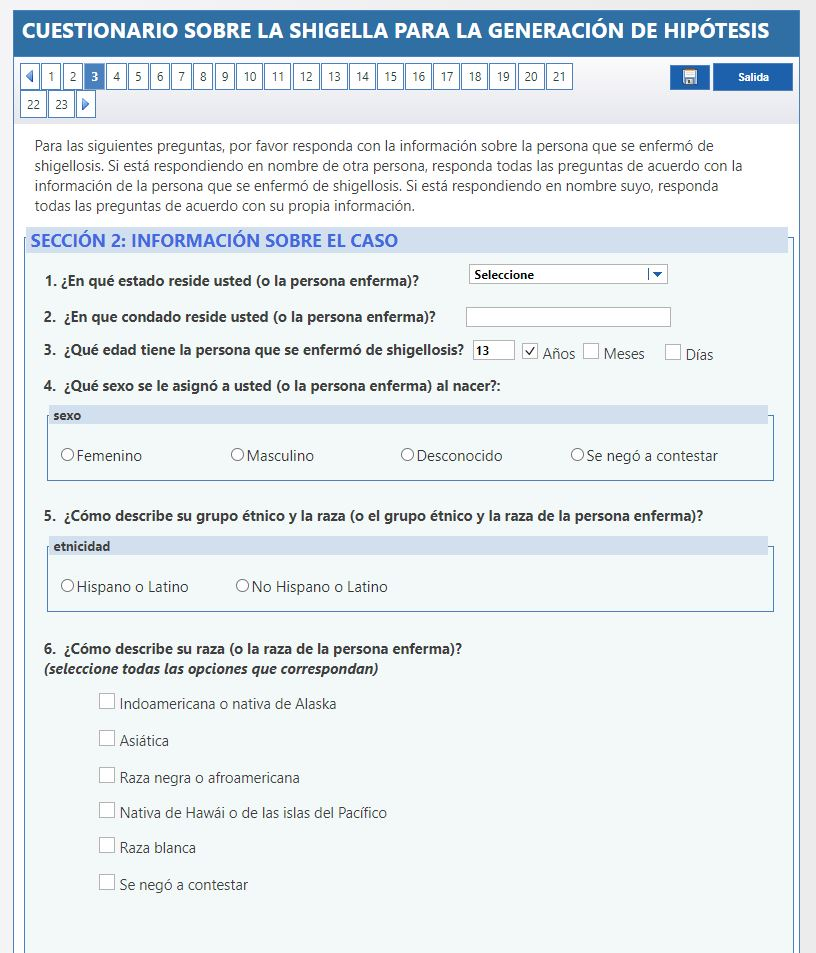 CUESTIONARIO SOBRE LA SHIGELLA PARA LA GENERACIÓN DE HIPÓTESIS
1 2 3 4 5 6 7 8 9 10 11 12 13 14 15 16 17 18 19 20 21 Salida
22 23
Para las siguientes preguntas, por favor responda con la información sobre la persona que se enfermó de
shigellosis. Si está respondiendo en nombre de otra persona, responda todas las preguntas de acuerdo con la
información de la persona que se enfermó de shigellosis. Si está respondiendo en nombre suyo, responda
todas las preguntas de acuerdo con su propia información.
SECCIÓN 2: INFORMACIÓN SOBRE EL CASO
1. ¿En qué estado reside usted (o la persona enferma)? Seleccione
2. ¿En que condado reside usted (o la persona enferma)?
3. ¿Qué edad tiene la persona que se enfermó de shigellosis? 13 Años Meses Días
4. ¿Qué sexo se le asignó a usted (o la persona enferma) al nacer?:
sexo
Femenino Masculino Desconocido Se negó a contestar
5. ¿Cómo describe su grupo étnico y la raza (o el grupo étnico y la raza de la persona enferma)?
etnicidad
Hispano o Latino No Hispano o Latino
6. ¿Cómo describe su raza (o la raza de la persona enferma)?
(seleccione todas las opciones que correspondan)
Indoamericana o nativa de Alaska
Asiática
Raza negra o afroamericana
Nativa de Hawái o de las islas del Pacífico
Raza blanca
Se negó a contestar